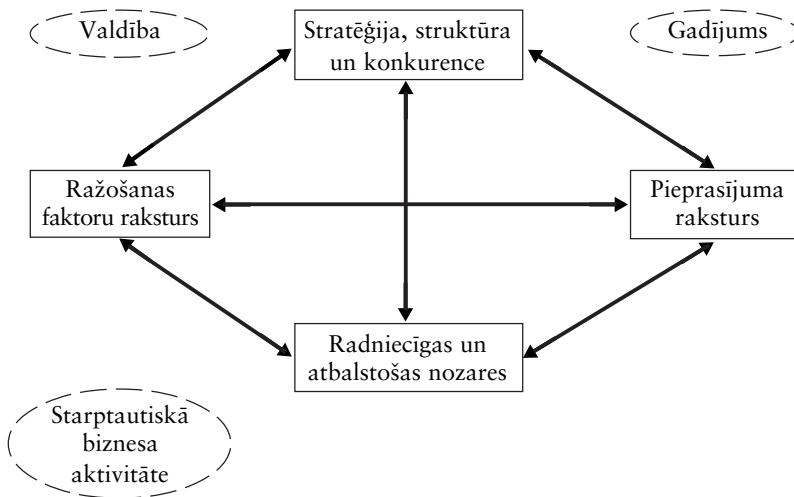 Valdība
Stratēģija, struktūra
un konkurence
Gadījums
Ražošanas
faktoru raksturs
Pieprasījuma
raksturs
Radniecīgas un
atbalstošas nozares
Starptautiskā
biznesa
aktivitāte